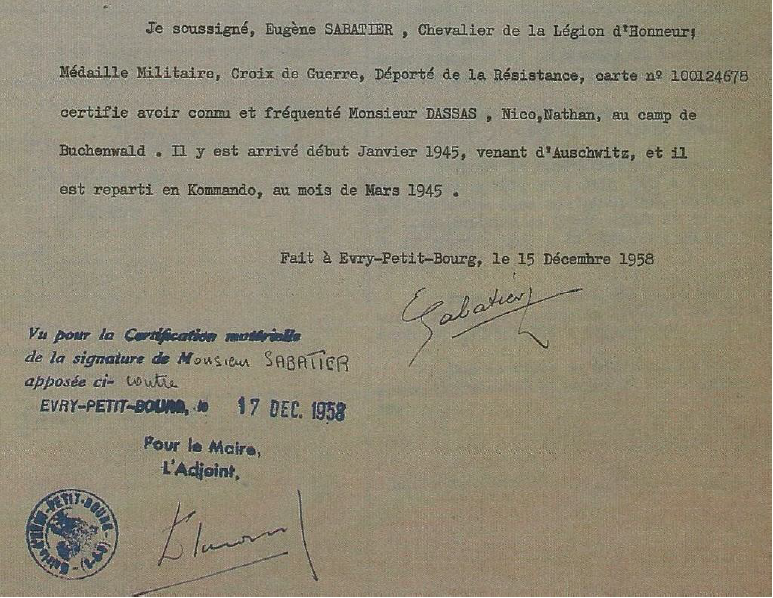 Je soussigné, Eugène SABATIER , Chevalier de la Légion d'Honneur;
Médaille Militaire, Croix de Guerre, Déporté de la Résistance, carte nº 100124678
certifie avoir connu et fréquenté Monsieur DASSAS , Nico,Nathan, au camp de
Buchenwald . Il y est arrivé début Janvier 1945, venant d'Auschwitz, et il
est reparti en Kommando, au mois de Mars 1945 .
Fait à Evry-Petit-Bourg, le 15 Décembre 1958
Sabatier
Vu pour la Certification matérielle
de la signature de Monsieur SABATIER
apposée ci- contre
EVRY-PETIT-BOURG, le 17 DEC. 1958
Pour le Maire,
L'Adjoint,
PETIT-BOURG